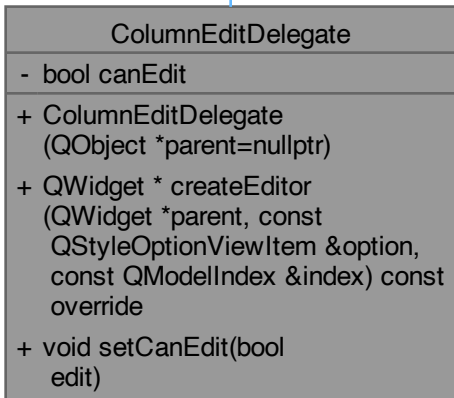 ColumnEditDelegate
- bool canEdit
+ ColumnEditDelegate
(QObject *parent=nullptr)
+ QWidget * createEditor
(QWidget *parent, const
QStyleOptionViewItem &option,
const QModelIndex &index) const
override
+ void setCanEdit(bool
edit)